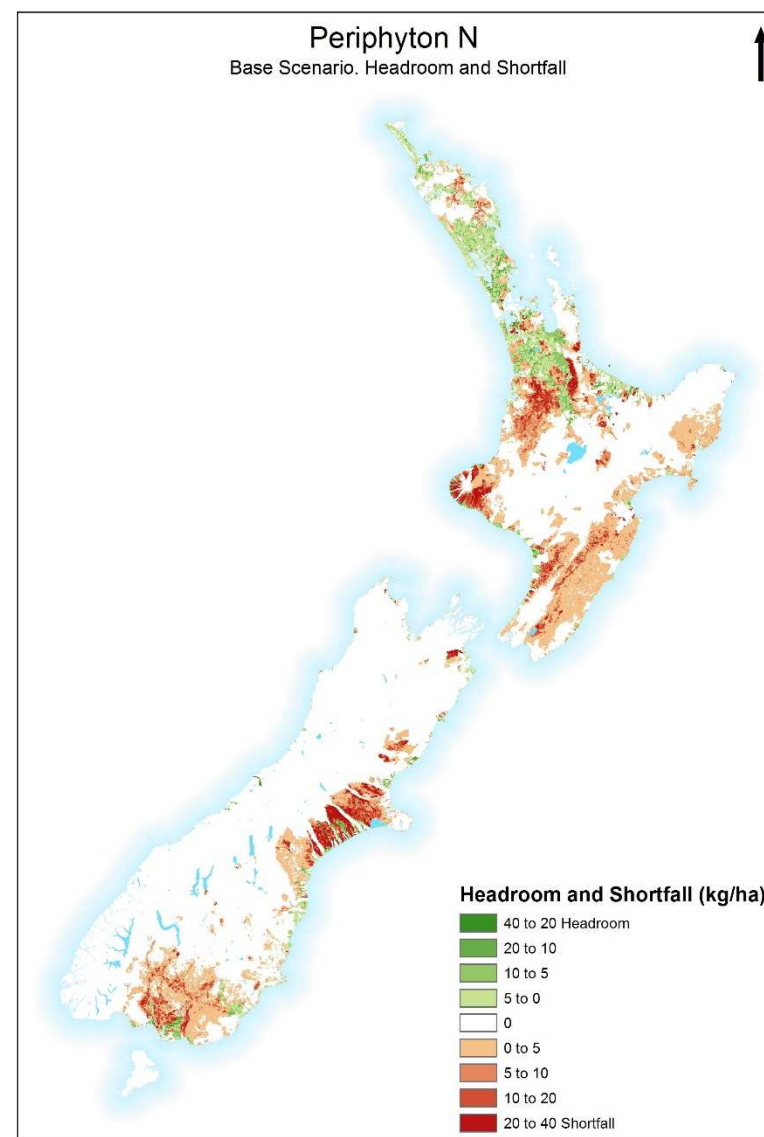 Periphyton N
Base Scenario. Headroom and Shortfall
Headroom and Shortfall (kg/ha)
40 to 20 Headroom
20 to 10
10 to 5
5 to 0
0
0 to 5
5 to 10
10 to 20
20 to 40 Shortfall